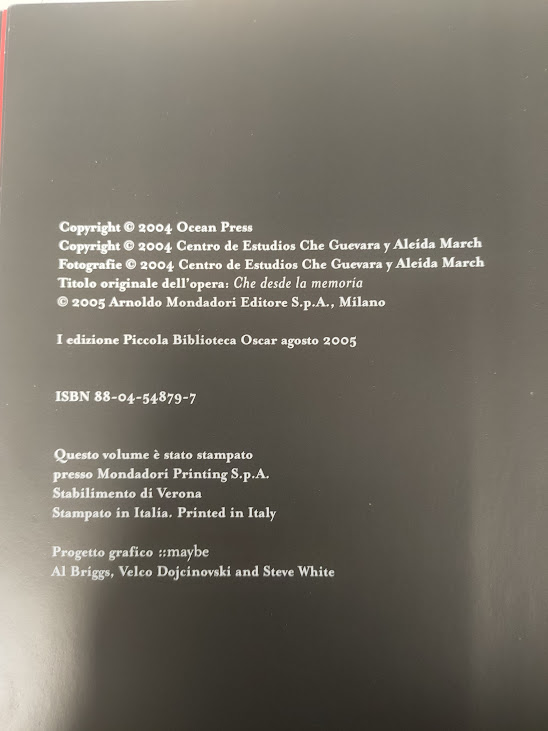 Copyright © 2004 Ocean Press
Copyright © 2004 Centro de Estudios Che Guevara y Aleida March
Fotografie © 2004 Centro de Estudios Che Guevara y Aleida March
Titolo originale dell'opera: Che desde la memoria
© 2005 Arnoldo Mondadori Editore S.p.A., Milano
I edizione Piccola Biblioteca Oscar agosto 2005
ISBN 88-04-54879-7
Questo volume è stato stampato
presso Mondadori Printing S.p.A.
Stabilimento di Verona
Stampato in Italia. Printed in Italy
Progetto grafico ::maybe
Al Briggs, Velco Dojcinovski and Steve White